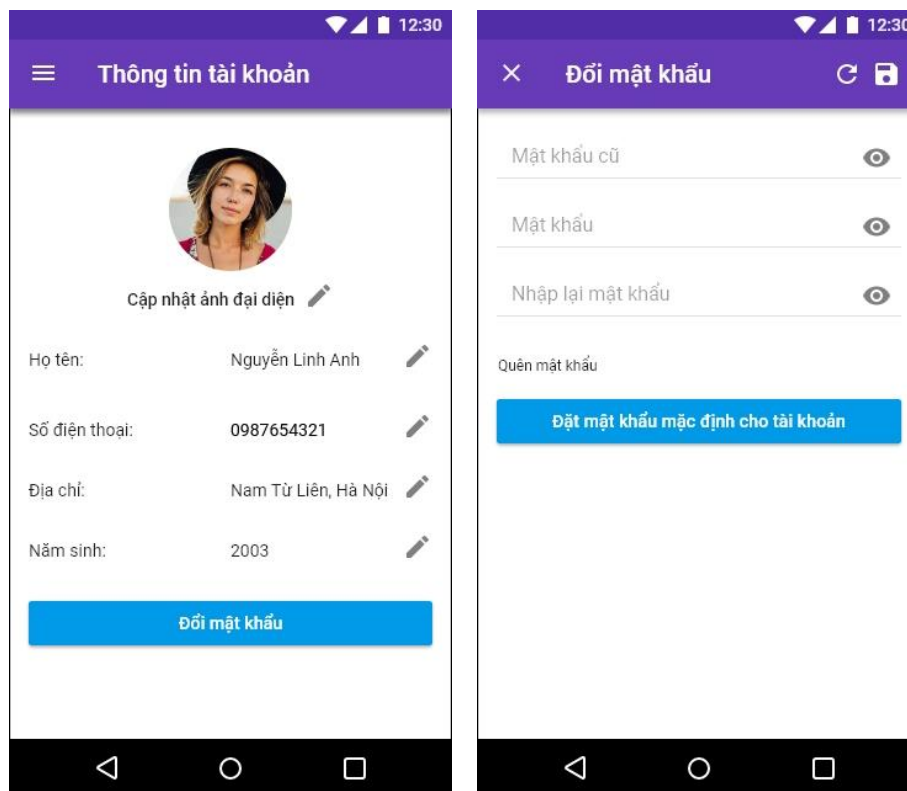 12:30
Thông tin tài khoản
Cập nhật ảnh đại diện
Họ tên: Nguyễn Linh Anh
Số điện thoại: 0987654321
Địa chỉ: Nam Từ Liên, Hà Nội
Năm sinh: 2003
Đổi mật khẩu
12:30
Đổi mật khẩu
Mật khẩu cũ
Mật khẩu
Nhập lại mật khẩu
Quên mật khẩu
Đặt mật khẩu mặc định cho tài khoản